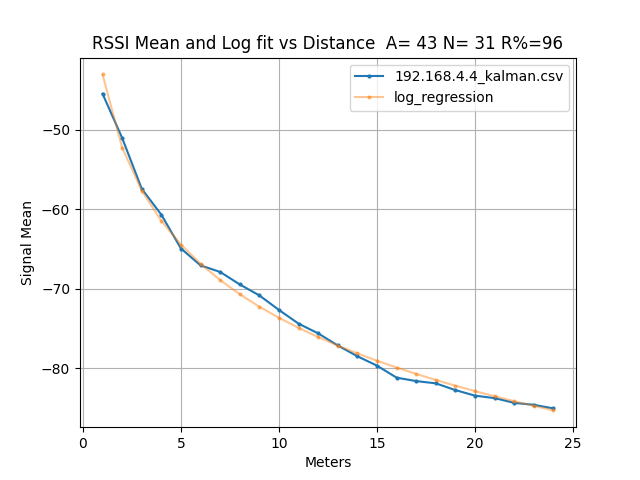 RSSI Mean and Log fit vs Distance  A= 43 N= 31 R%=96
192.168.4.4_kalman.csv
log_regression
−50
−60
−70
−80
Signal Mean
0
5
10
15
20
25
Meters